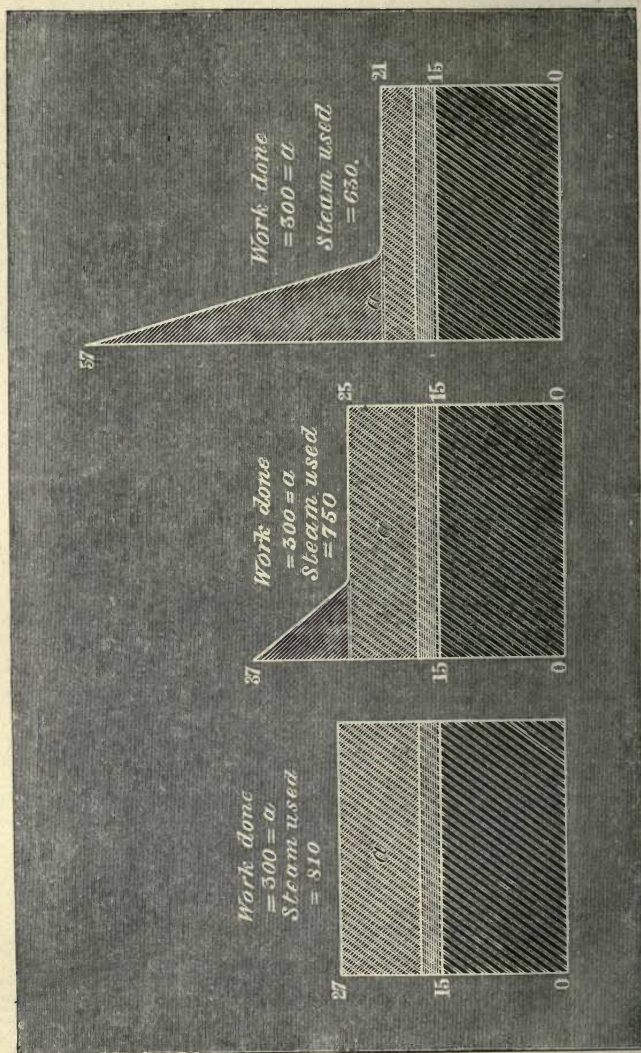 Work done
=300=a
Steam used
= 810
27
a
15
0
Work done
=300=a
Steam used
=750
37
25
a
15
15
0
0
Work done
=300=a
Steam used
=630.
57
21
a
15
0